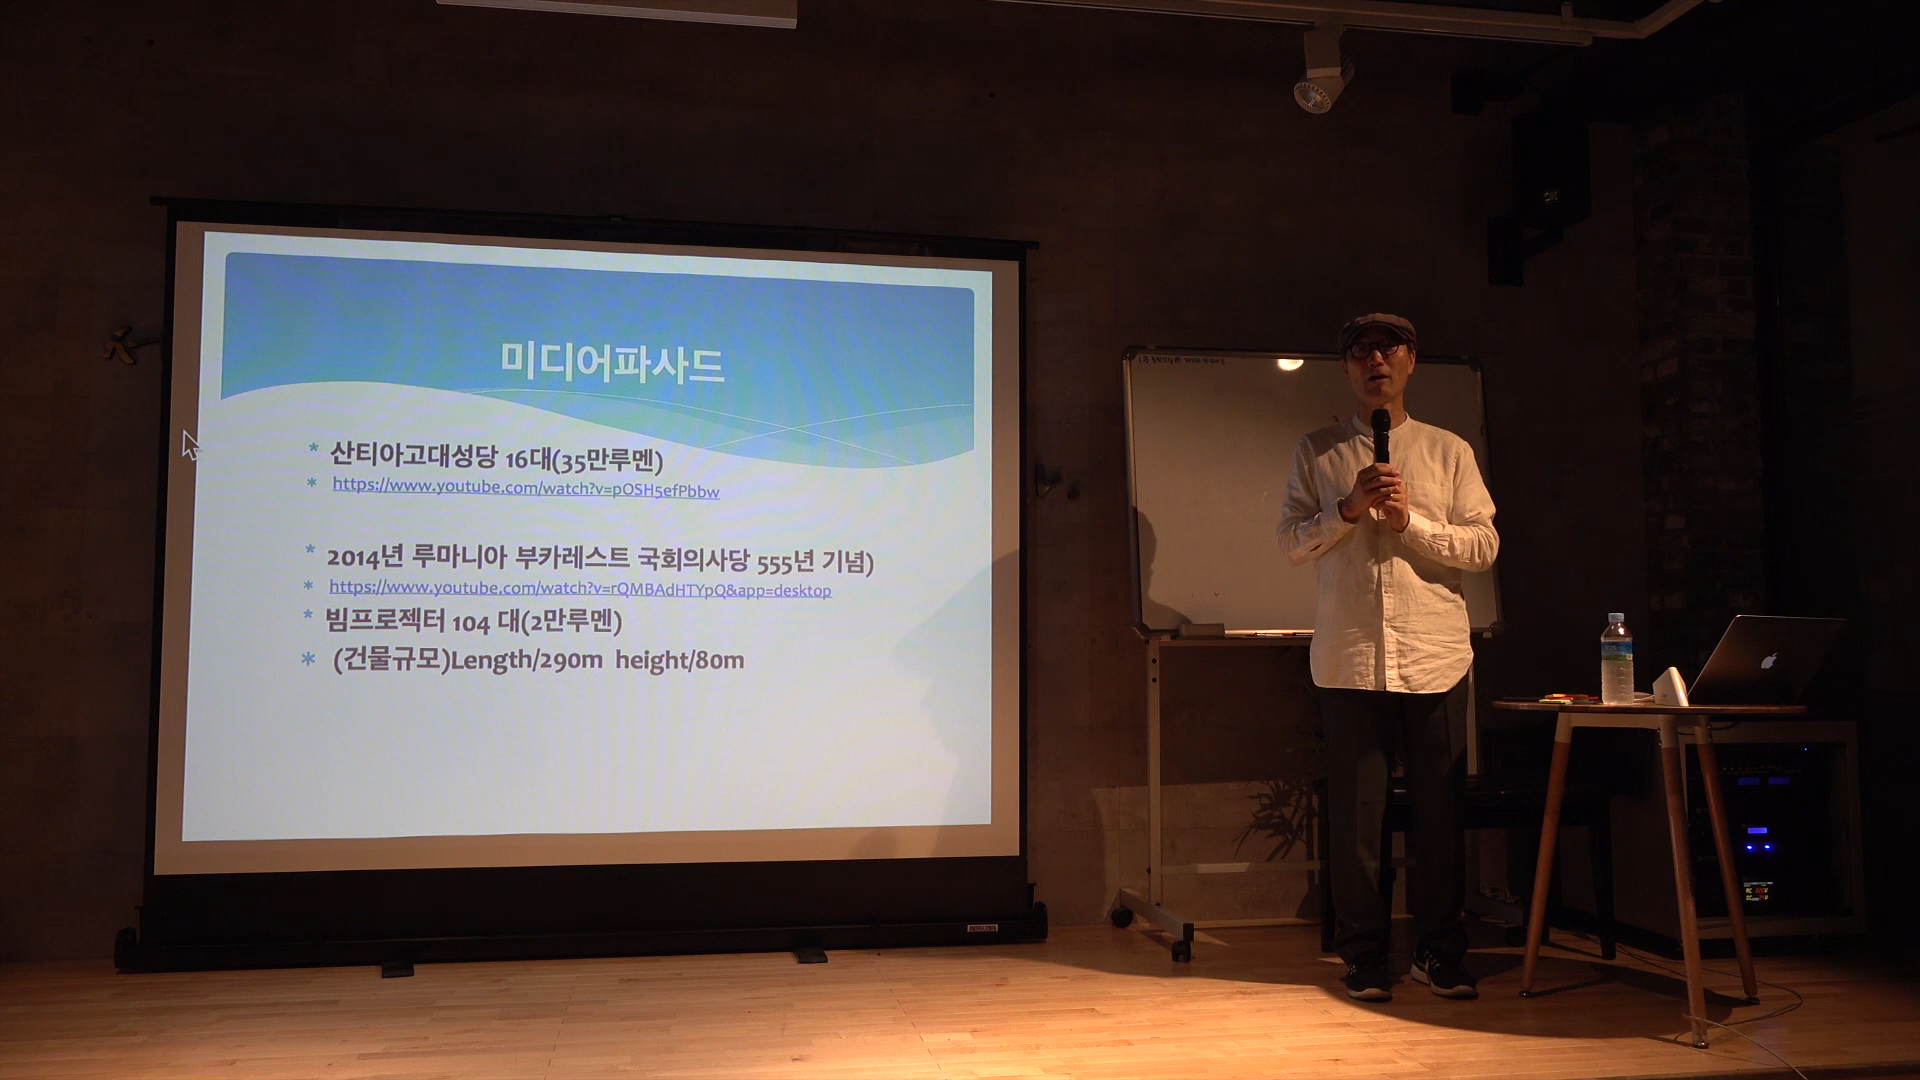 미디어파사드
* 산티아고대성당 16대(35만루멘)
* https://www.youtube.com/watch?v=pOSH5efPbbw
* 2014년 루마니아 부카레스트 국회의사당 555년 기념)
* https://www.youtube.com/watch?v=rQMBAdHTYpQ&app=desktop
* 빔프로젝터 104 대(2만루멘)
* (건물규모)Length/290m height/80m